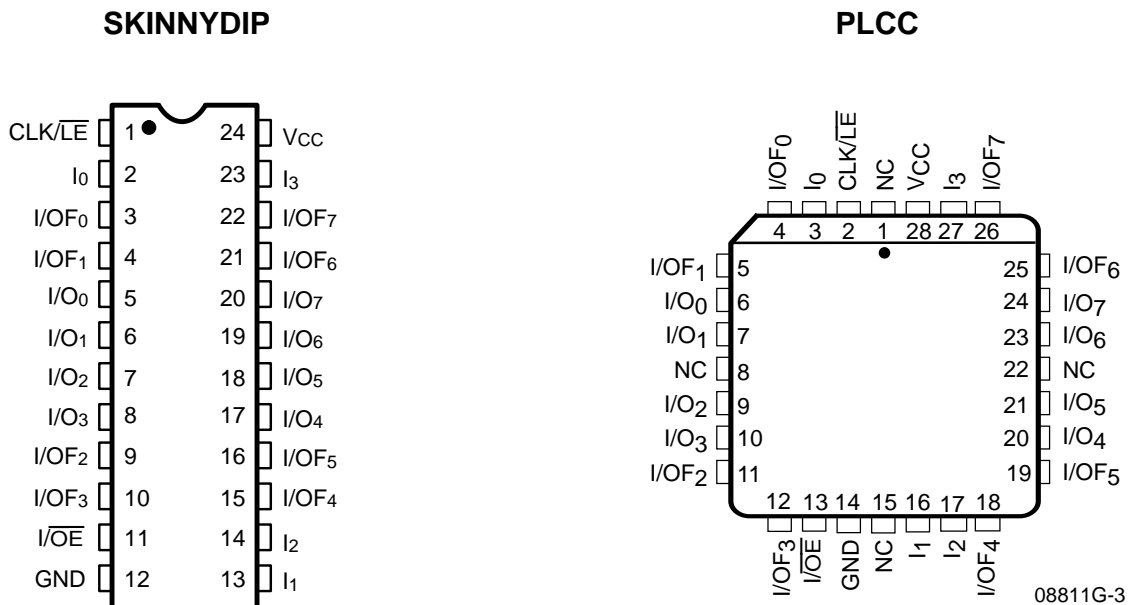 SKINNYDIP
CLK/LE 1 24 VCC
I0 2 23 I3
I/OF0 3 22 I/OF7
I/OF1 4 21 I/OF6
I/O0 5 20 I/O7
I/O1 6 19 I/O6
I/O2 7 18 I/O5
I/O3 8 17 I/O4
I/OF2 9 16 I/OF5
I/OF3 10 15 I/OF4
I/OE 11 14 I2
GND 12 13 I1
PLCC
I/OF0 I0 CLK/LE NC VCC I3 I/OF7
4 3 2 1 28 27 26
I/OF1 5 25 I/OF6
I/O0 6 24 I/O7
I/O1 7 23 I/O6
NC 8 22 NC
I/O2 9 21 I/O5
I/O3 10 20 I/O4
I/OF2 11 19 I/OF5
12 13 14 15 16 17 18
I/OF3 I/OE GND NC I1 I2 I/OF4
08811G-3